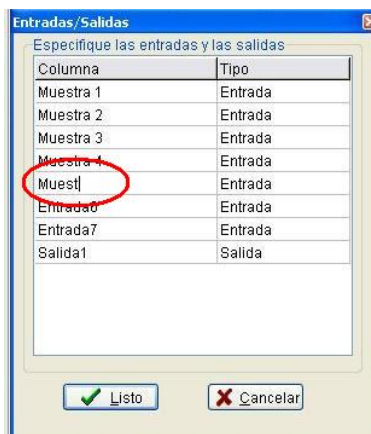 Entradas/Salidas
Especifique las entradas y las salidas
Columna Tipo
Muestra 1 Entrada
Muestra 2 Entrada
Muestra 3 Entrada
Muestra 4 Entrada
Muest Entrada
Entrada6 Entrada
Entrada7 Entrada
Salida1 Salida
Listo Cancelar